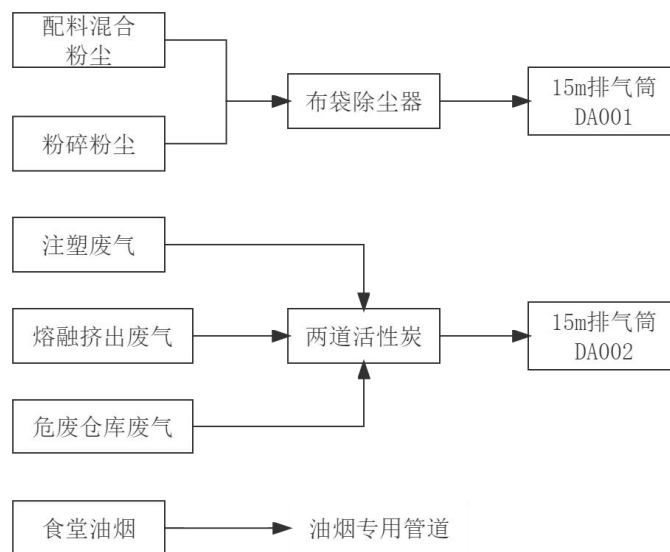 配料混合
粉尘
布袋除尘器
15m排气筒
DA001
粉碎粉尘
注塑废气
熔融挤出废气
两道活性炭
15m排气筒
DA002
危废仓库废气
食堂油烟
油烟专用管道